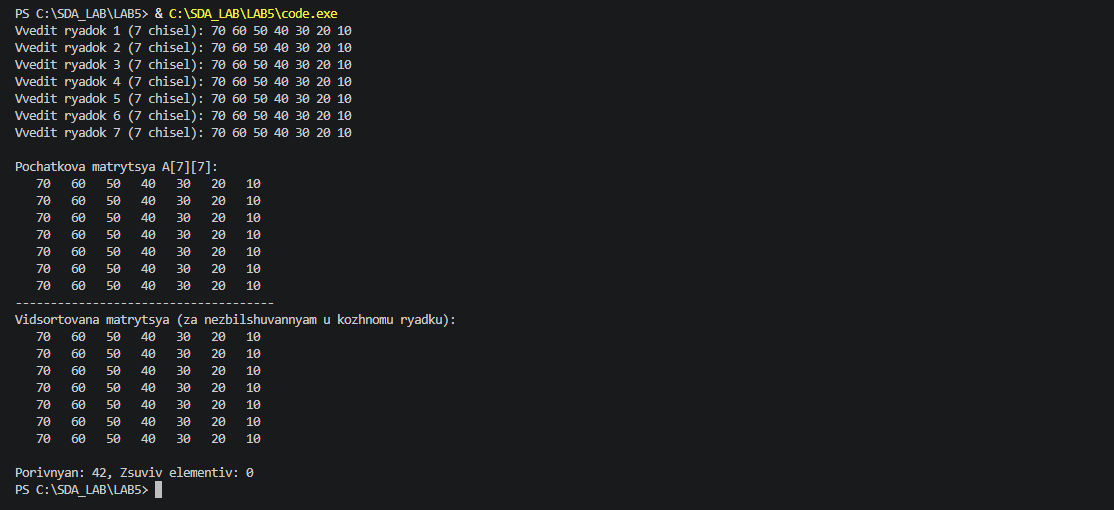 PS C:\SDA_LAB\LAB5> & C:\SDA_LAB\LAB5\code.exe
Vvedit ryadok 1 (7 chisel): 70 60 50 40 30 20 10
Vvedit ryadok 2 (7 chisel): 70 60 50 40 30 20 10
Vvedit ryadok 3 (7 chisel): 70 60 50 40 30 20 10
Vvedit ryadok 4 (7 chisel): 70 60 50 40 30 20 10
Vvedit ryadok 5 (7 chisel): 70 60 50 40 30 20 10
Vvedit ryadok 6 (7 chisel): 70 60 50 40 30 20 10
Vvedit ryadok 7 (7 chisel): 70 60 50 40 30 20 10

Pochatkova matrytsya A[7][7]:
   70   60   50   40   30   20   10
   70   60   50   40   30   20   10
   70   60   50   40   30   20   10
   70   60   50   40   30   20   10
   70   60   50   40   30   20   10
   70   60   50   40   30   20   10
   70   60   50   40   30   20   10
-------------------------------------
Vidsortovana matrytsya (za nezbilshuvannyam u kozhnomu ryadku):
   70   60   50   40   30   20   10
   70   60   50   40   30   20   10
   70   60   50   40   30   20   10
   70   60   50   40   30   20   10
   70   60   50   40   30   20   10
   70   60   50   40   30   20   10
   70   60   50   40   30   20   10

Porivnyan: 42, Zsuviv elementiv: 0
PS C:\SDA_LAB\LAB5>